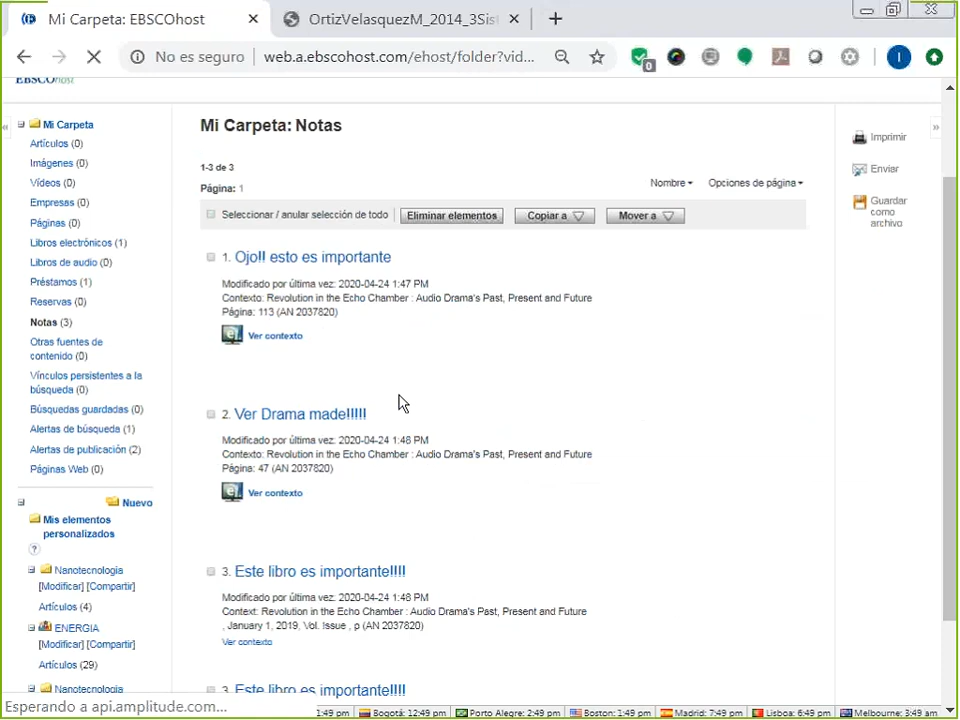 Mi Carpeta: EBSCOhost
OrtizVelasquezM_2014_3Sist
No es seguro
web.a.ebscohost.com/ehost/folder?vid...
0
I
EBSCOhost
Mi Carpeta
Artículos (0)
Imágenes (0)
Vídeos (0)
Empresas (0)
Páginas (0)
Libros electrónicos (1)
Libros de audio (0)
Préstamos (1)
Reservas (0)
Notas (3)
Otras fuentes de
contenido (0)
Vínculos persistentes a la
búsqueda (0)
Búsquedas guardadas (0)
Alertas de búsqueda (1)
Alertas de publicación (2)
Páginas Web (0)
Nuevo
Mis elementos
personalizados
?
Nanotecnologia
[Modificar] [Compartir]
Artículos (4)
ENERGIA
[Modificar] [Compartir]
Artículos (29)
Nanotecnologia
Mi Carpeta: Notas
1-3 de 3
Página: 1
Nombre
Opciones de página
Seleccionar / anular selección de todo
Eliminar elementos
Copiar a
Mover a
1. Ojo!! esto es importante
Modificado por última vez: 2020-04-24 1:47 PM
Contexto: Revolution in the Echo Chamber : Audio Drama's Past, Present and Future
Página: 113 (AN 2037820)
Ver contexto
2. Ver Drama made!!!!!
Modificado por última vez: 2020-04-24 1:48 PM
Contexto: Revolution in the Echo Chamber : Audio Drama's Past, Present and Future
Página: 47 (AN 2037820)
Ver contexto
3. Este libro es importante!!!!
Modificado por última vez: 2020-04-24 1:48 PM
Context: Revolution in the Echo Chamber : Audio Drama's Past, Present and Future
, January 1, 2019, Vol. Issue , p (AN 2037820)
Ver contexto
3. Este libro es importante!!!!
Imprimir
Enviar
Guardar
como
archivo
Esperando a api.amplitude.com...
1:49 pm
Bogotá: 12:49 pm
Porto Alegre: 2:49 pm
Boston: 1:49 pm
Madrid: 7:49 pm
Lisboa: 6:49 pm
Melbourne: 3:49 am